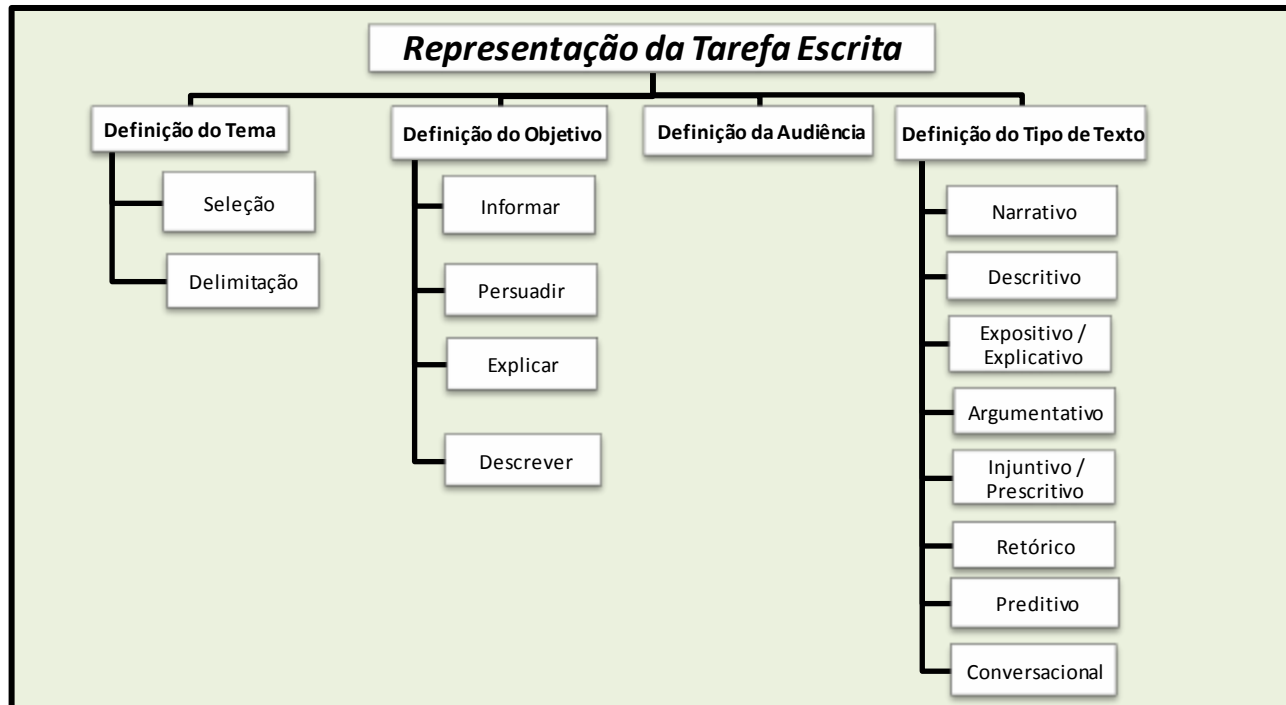 Representação da Tarefa Escrita
Definição do Tema
Seleção
Delimitação
Definição do Objetivo
Informar
Persuadir
Explicar
Descrever
Definição da Audiência
Definição do Tipo de Texto
Narrativo
Descritivo
Expositivo /
Explicativo
Argumentativo
Injuntivo /
Prescritivo
Retórico
Preditivo
Conversacional